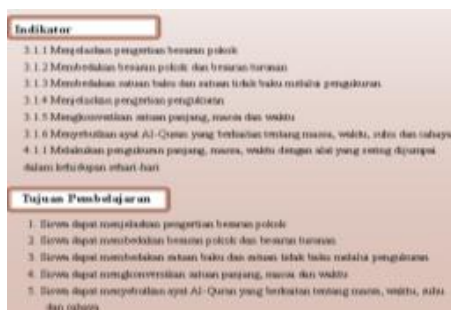 Indikator
3.1.1 Menjelaskan pengertian besaran pokok
3.1.2 Membedakan besaran pokok dan besaran turunan
3.1.3 Membedakan satuan baku dan satuan tidak baku melalui pengukuran
3.1.4 Menjelaskan pengertian pengukuran
3.1.5 Mengkonversikan satuan panjang, massa dan waktu
3.1.6 Menyebutkan ayat Al-Quran yang berkaitan tentang massa, waktu, suhu dan cahaya
4.1.1 Melakukan pengukuran panjang, massa, waktu dengan alat yang sering dijumpai
dalam kehidupan sehari-hari
Tujuan Pembelajaran
1. Siswa dapat menjelaskan pengertian besaran pokok
2. Siswa dapat membedakan besaran pokok dan besaran turunan
3. Siswa dapat membedakan satuan baku dan satuan tidak baku melalui pengukuran
4. Siswa dapat mengkonversikan satuan panjang, massa dan waktu
5. Siswa dapat menyebutkan ayat Al-Quran yang berkaitan tentang massa, waktu, suhu
dan cahaya